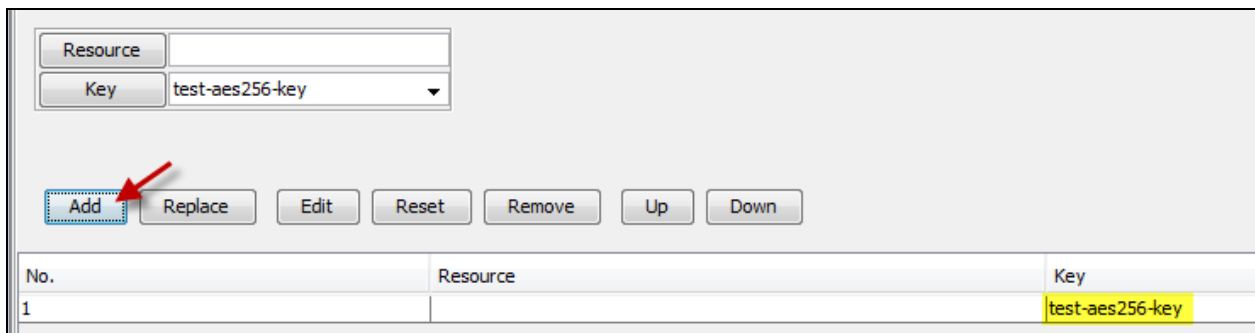 Resource
Key test-aes256-key
Add Replace Edit Reset Remove Up Down
No. Resource Key
1 test-aes256-key